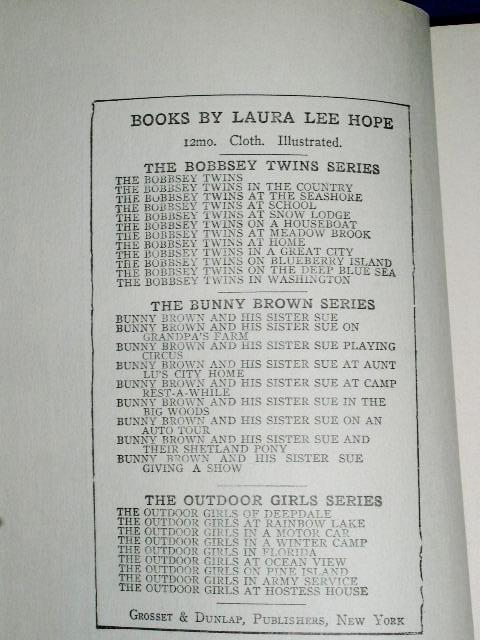 BOOKS BY LAURA LEE HOPE
12mo. Cloth. Illustrated.
THE BOBBSEY TWINS SERIES
THE BOBBSEY TWINS
THE BOBBSEY TWINS IN THE COUNTRY
THE BOBBSEY TWINS AT THE SEASHORE
THE BOBBSEY TWINS AT SCHOOL
THE BOBBSEY TWINS AT SNOW LODGE
THE BOBBSEY TWINS ON A HOUSEBOAT
THE BOBBSEY TWINS AT MEADOW BROOK
THE BOBBSEY TWINS AT HOME
THE BOBBSEY TWINS IN A GREAT CITY
THE BOBBSEY TWINS ON BLUEBERRY ISLAND
THE BOBBSEY TWINS ON THE DEEP BLUE SEA
THE BOBBSEY TWINS IN WASHINGTON
THE BUNNY BROWN SERIES
BUNNY BROWN AND HIS SISTER SUE
BUNNY BROWN AND HIS SISTER SUE ON
GRANDPA'S FARM
BUNNY BROWN AND HIS SISTER SUE PLAYING
CIRCUS
BUNNY BROWN AND HIS SISTER SUE AT AUNT
LU'S CITY HOME
BUNNY BROWN AND HIS SISTER SUE AT CAMP
REST-A-WHILE
BUNNY BROWN AND HIS SISTER SUE IN THE
BIG WOODS
BUNNY BROWN AND HIS SISTER SUE ON AN
AUTO TOUR
BUNNY BROWN AND HIS SISTER SUE AND
THEIR SHETLAND PONY
BUNNY BROWN AND HIS SISTER SUE
GIVING A SHOW
THE OUTDOOR GIRLS SERIES
THE OUTDOOR GIRLS OF DEEPDALE
THE OUTDOOR GIRLS AT RAINBOW LAKE
THE OUTDOOR GIRLS IN A MOTOR CAR
THE OUTDOOR GIRLS IN A WINTER CAMP
THE OUTDOOR GIRLS IN FLORIDA
THE OUTDOOR GIRLS AT OCEAN VIEW
THE OUTDOOR GIRLS ON PINE ISLAND
THE OUTDOOR GIRLS IN ARMY SERVICE
THE OUTDOOR GIRLS AT HOSTESS HOUSE
GROSSET & DUNLAP, PUBLISHERS, NEW YORK